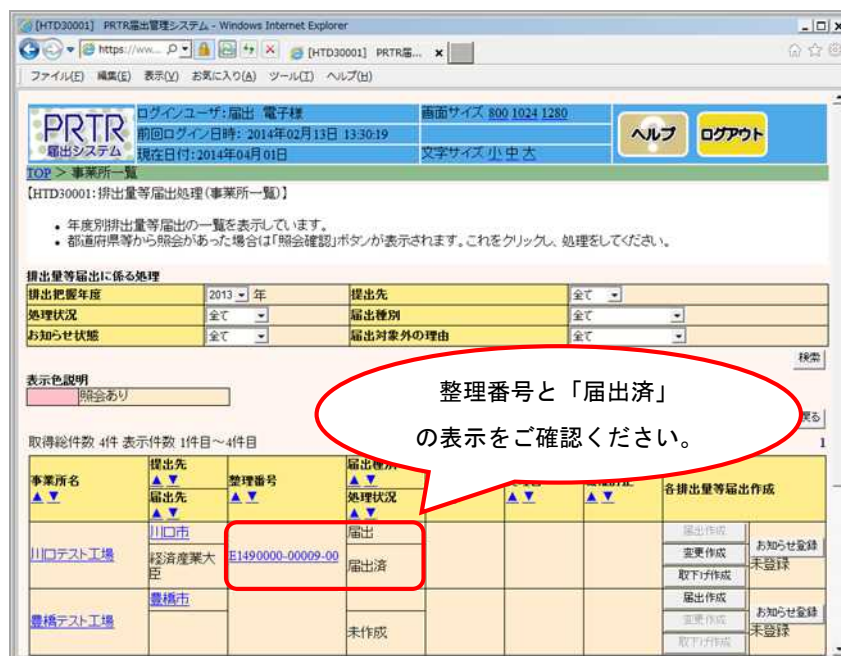 [HTD30001] PRTR届出管理システム - Windows Internet Explorer
https://ww...
[HTD30001] PRTR届...
ファイル(F) 編集(E) 表示(V) お気に入り(A) ツール(T) ヘルプ(H)
PRTR
届出システム
ログインユーザ:届出 電子様
前回ログイン日時: 2014年02月13日 13:30:19
現在日付:2014年04月01日
画面サイズ 800 1024 1280
文字サイズ 小 中 大
ヘルプ
ログアウト
TOP > 事業所一覧
【HTD30001:排出量等届出処理(事業所一覧)】
• 年度別排出量等届出の一覧を表示しています。
• 都道府県等から照会があった場合は「照会確認」ボタンが表示されます。これをクリックし、処理をしてください。
排出量等届出に係る処理
排出把握年度 2013 年 提出先 全て
処理状況 全て 届出種別 全て
お知らせ状態 全て 届出対象外の理由 全て
検索
表示色説明
照会あり
整理番号と「届出済」
の表示をご確認ください。
戻る
取得総件数 4件 表示件数 1件目～4件目
1
事業所名
▲ ▼
提出先
▲ ▼
届出先
▲ ▼
整理番号
▲ ▼
届出種別
▲ ▼
処理状況
▲ ▼
▲ ▼
▲ ▼
各排出量等届出作成
川口テスト工場
川口市
経済産業大臣
E1490000-00009-00
届出
届出済
届出作成
変更作成
取下げ作成
お知らせ登録
未登録
豊橋テスト工場
豊橋市
未作成
届出作成
変更作成
取下げ作成
お知らせ登録
未登録